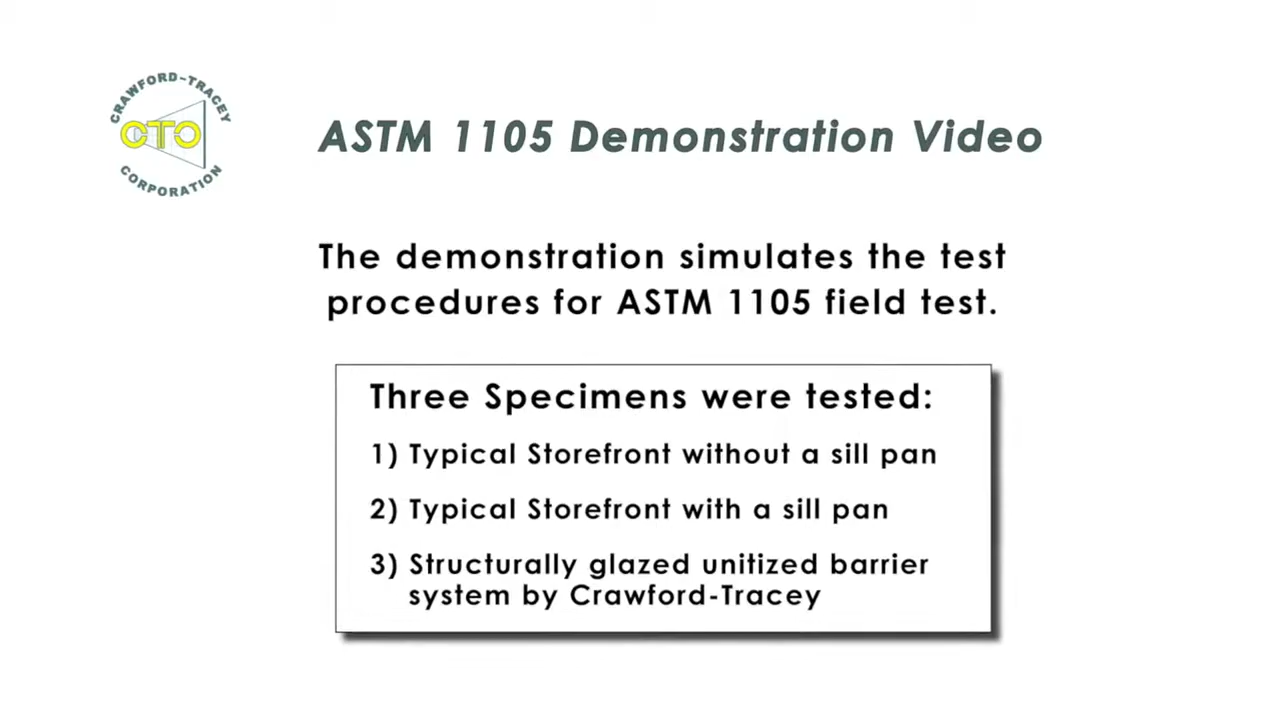 CRAWFORD-TRACEY
CTC
CORPORATION
ASTM 1105 Demonstration Video
The demonstration simulates the test
procedures for ASTM 1105 field test.
Three Specimens were tested:
1) Typical Storefront without a sill pan
2) Typical Storefront with a sill pan
3) Structurally glazed unitized barrier
system by Crawford-Tracey